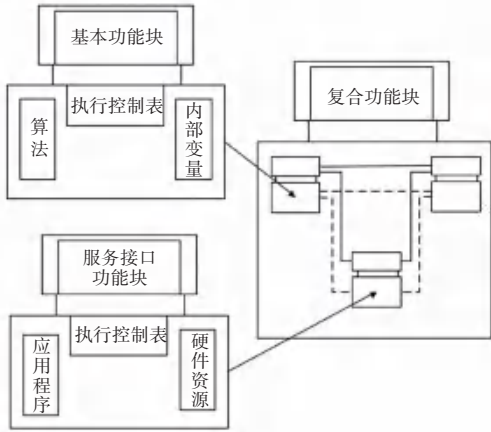 基本功能块
执行控制表
算法
内部变量
复合功能块
服务接口
功能块
执行控制表
应用程序
硬件资源